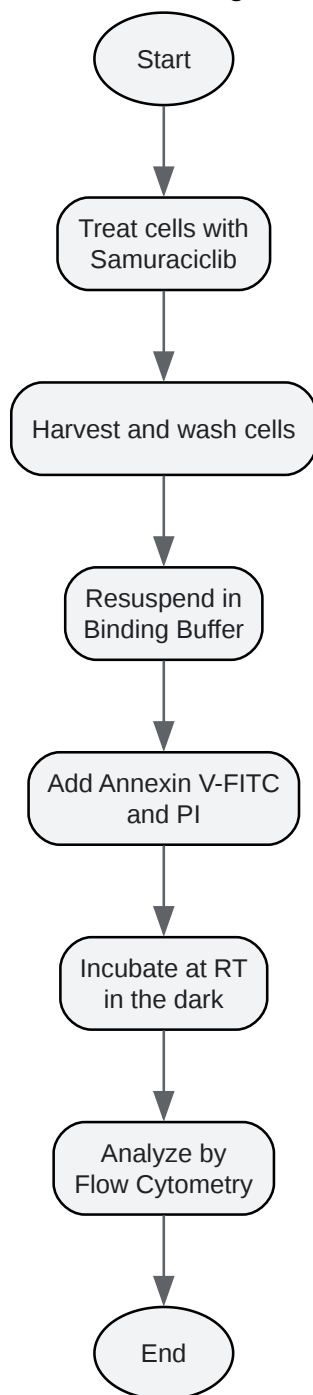 Start
Treat cells with
Samuraciclib
Harvest and wash cells
Resuspend in
Binding Buffer
Add Annexin V-FITC
and PI
Incubate at RT
in the dark
Analyze by
Flow Cytometry
End